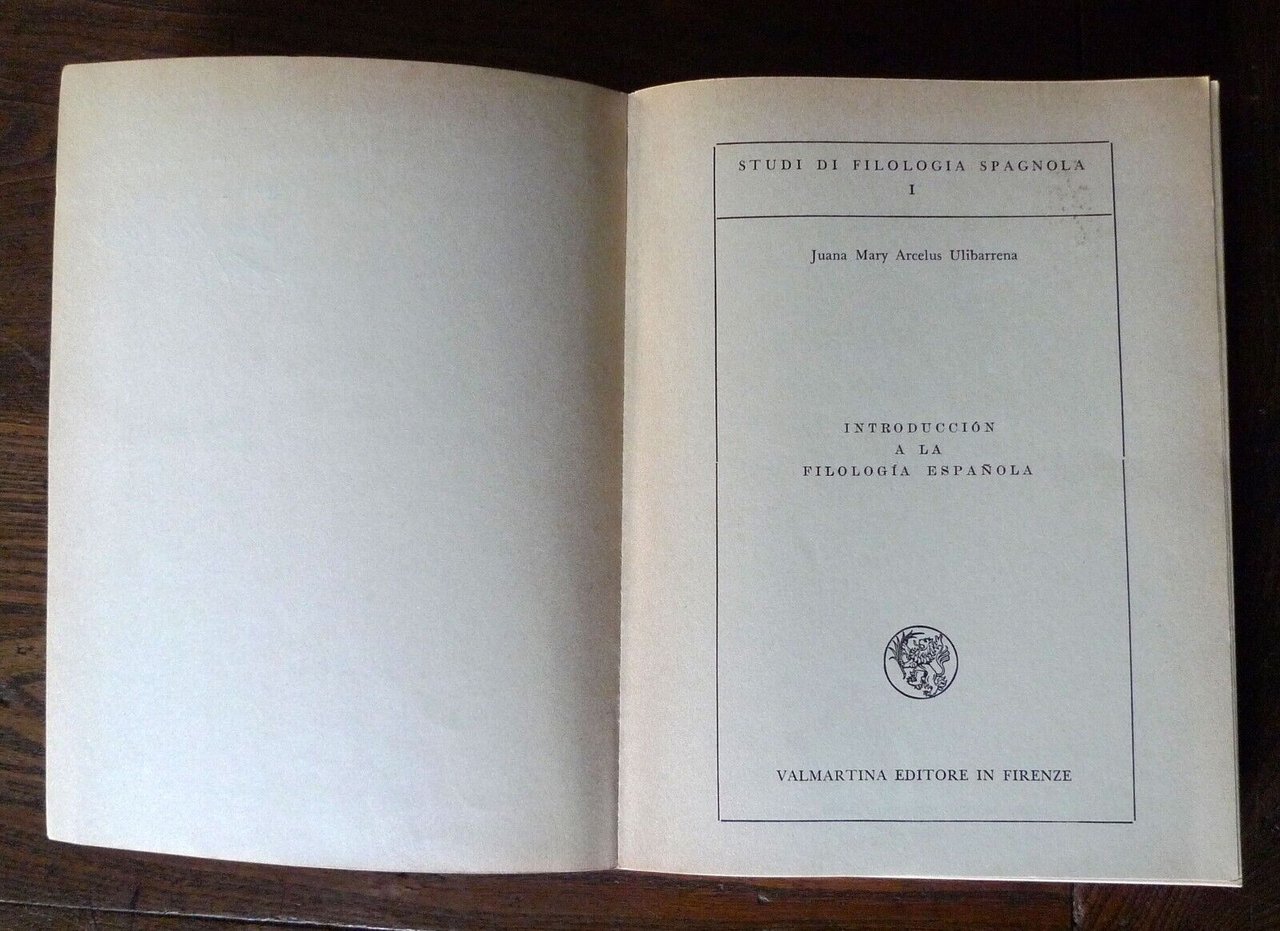 STUDI DI FILOLOGIA SPAGNOLA
I
Juana Mary Arcelus Ulibarrena
INTRODUCCIÓN
A LA
FILOLOGÍA ESPAÑOLA
VALMARTINA EDITORE IN FIRENZE